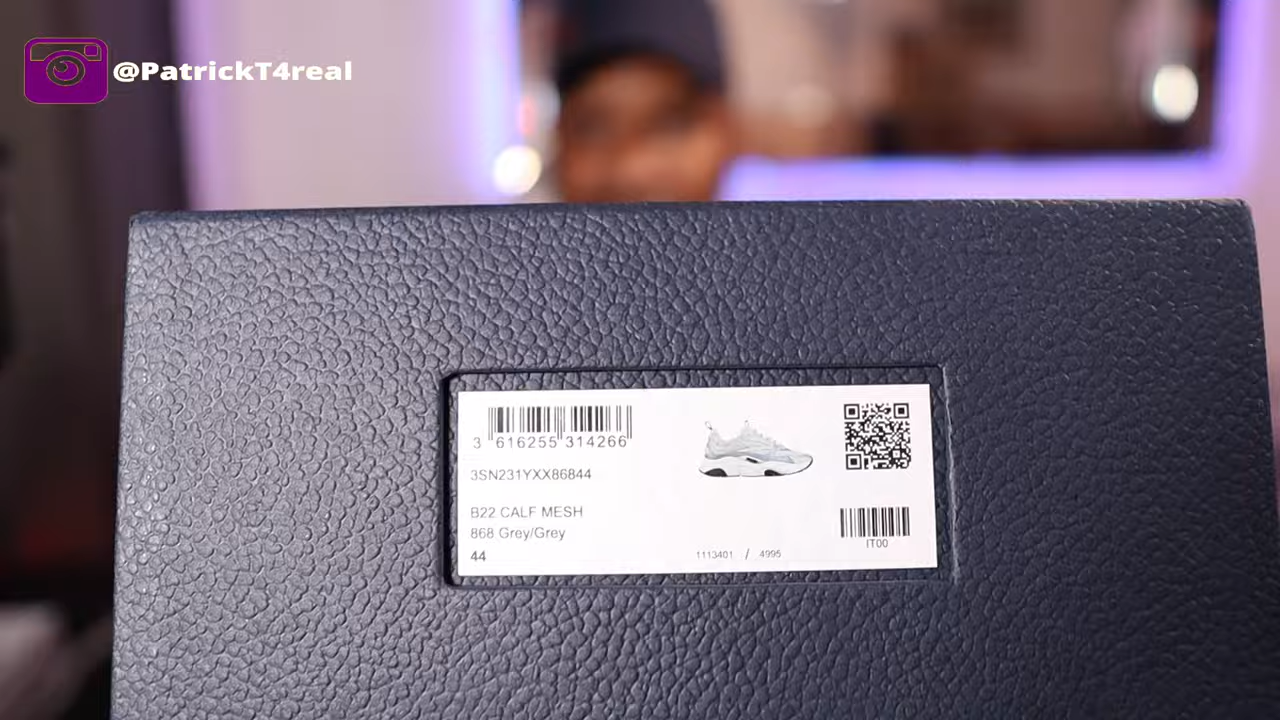 @PatrickT4real
3 616255 314266
3SN231YXX86844
B22 CALF MESH
868 Grey/Grey
44
1113401 / 4995
IT00